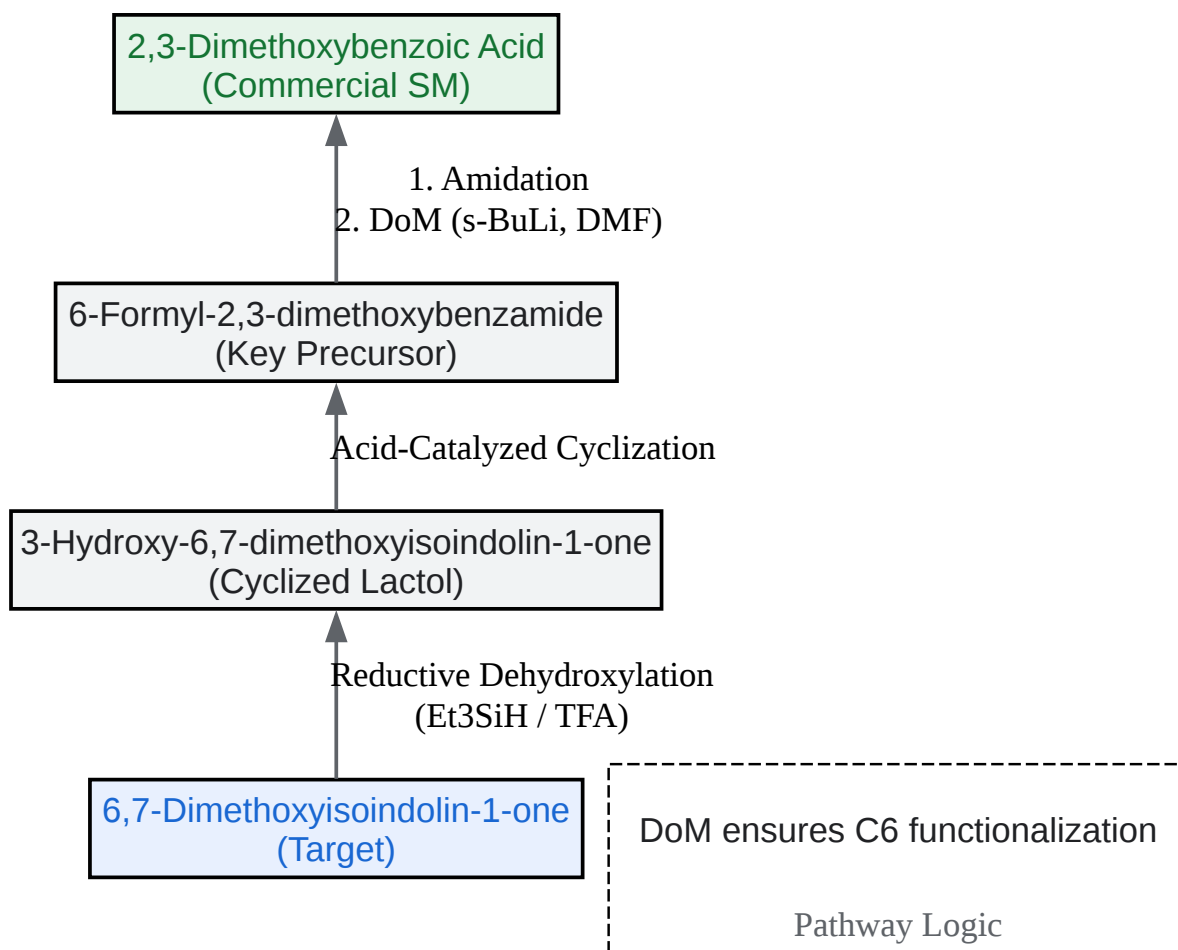 2,3-Dimethoxybenzoic Acid
(Commercial SM)
1. Amidation
2. DoM (s-BuLi, DMF)
6-Formyl-2,3-dimethoxybenzamide
(Key Precursor)
Acid-Catalyzed Cyclization
3-Hydroxy-6,7-dimethoxyisoindolin-1-one
(Cyclized Lactol)
Reductive Dehydroxylation
(Et3SiH / TFA)
6,7-Dimethoxyisoindolin-1-one
(Target)
DoM ensures C6 functionalization
Pathway Logic